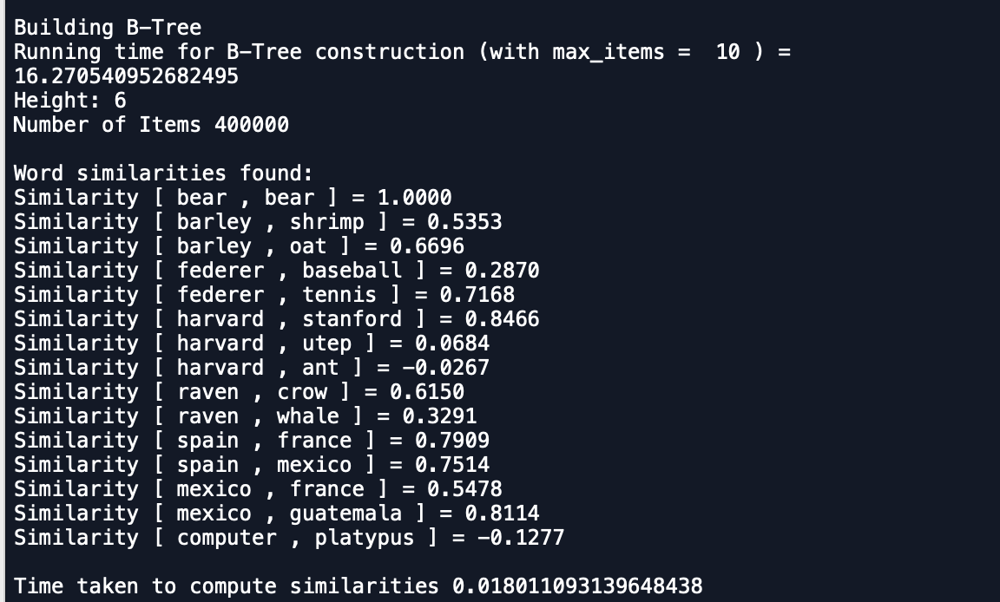 Building B-Tree
Running time for B-Tree construction (with max_items =  10 ) =
16.270540952682495
Height: 6
Number of Items 400000
Word similarities found:
Similarity [ bear , bear ] = 1.0000
Similarity [ barley , shrimp ] = 0.5353
Similarity [ barley , oat ] = 0.6696
Similarity [ federer , baseball ] = 0.2870
Similarity [ federer , tennis ] = 0.7168
Similarity [ harvard , stanford ] = 0.8466
Similarity [ harvard , utep ] = 0.0684
Similarity [ harvard , ant ] = -0.0267
Similarity [ raven , crow ] = 0.6150
Similarity [ raven , whale ] = 0.3291
Similarity [ spain , france ] = 0.7909
Similarity [ spain , mexico ] = 0.7514
Similarity [ mexico , france ] = 0.5478
Similarity [ mexico , guatemala ] = 0.8114
Similarity [ computer , platypus ] = -0.1277
Time taken to compute similarities 0.018011093139648438